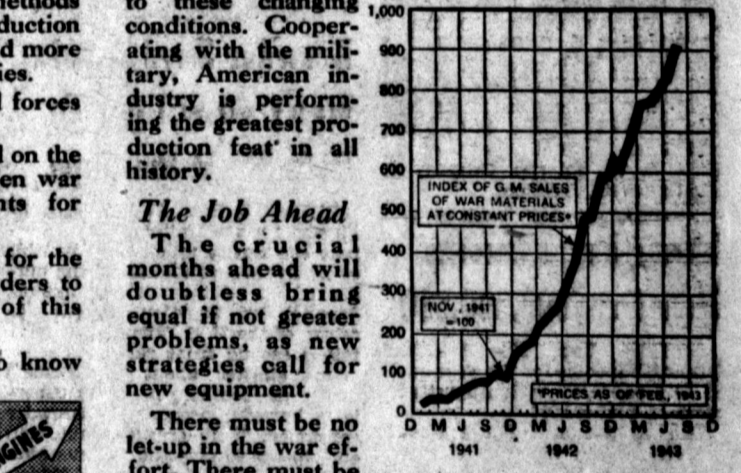 duction
d more
ies.
forces
on the
en war
nts for
for the
ders to
of this
know
GINES
to these changing
conditions. Cooper-
ating with the mili-
tary, American in-
dustry is perform-
ing the greatest pro-
duction feat in all
history.
The Job Ahead
The crucial
months ahead will
doubtless bring
equal if not greater
problems, as new
strategies call for
new equipment.
There must be no
let-up in the war ef-
fort. There must be
1,000
900
800
700
600
500
400
300
200
100
0
INDEX OF G.M. SALES
OF WAR MATERIALS
AT CONSTANT PRICES*
NOV., 1941
=100
*PRICES AS OF FEB., 1943
D M J S D M J S D M J S D
1941 1942 1943